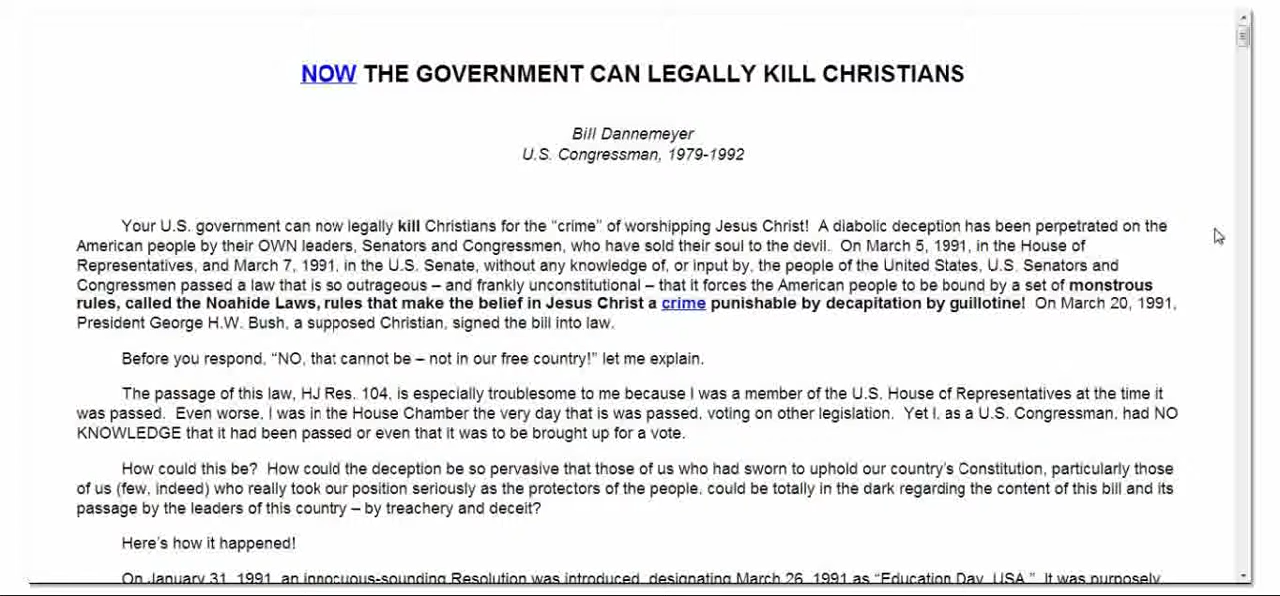 NOW THE GOVERNMENT CAN LEGALLY KILL CHRISTIANS
Bill Dannemeyer
U.S. Congressman, 1979-1992
Your U.S. government can now legally kill Christians for the "crime" of worshipping Jesus Christ! A diabolic deception has been perpetrated on the
American people by their OWN leaders, Senators and Congressmen, who have sold their soul to the devil. On March 5, 1991, in the House of
Representatives, and March 7, 1991, in the U.S. Senate, without any knowledge of, or input by, the people of the United States, U.S. Senators and
Congressmen passed a law that is so outrageous – and frankly unconstitutional – that it forces the American people to be bound by a set of monstrous
rules, called the Noahide Laws, rules that make the belief in Jesus Christ a crime punishable by decapitation by guillotine! On March 20, 1991,
President George H.W. Bush, a supposed Christian, signed the bill into law.
Before you respond, "NO, that cannot be – not in our free country!" let me explain.
The passage of this law, HJ Res. 104, is especially troublesome to me because I was a member of the U.S. House of Representatives at the time it
was passed. Even worse, I was in the House Chamber the very day that is was passed, voting on other legislation. Yet I, as a U.S. Congressman, had NO
KNOWLEDGE that it had been passed or even that it was to be brought up for a vote.
How could this be? How could the deception be so pervasive that those of us who had sworn to uphold our country's Constitution, particularly those
of us (few, indeed) who really took our position seriously as the protectors of the people, could be totally in the dark regarding the content of this bill and its
passage by the leaders of this country – by treachery and deceit?
Here's how it happened!
On January 31, 1991, an innocuous-sounding Resolution was introduced, designating March 26, 1991 as "Education Day, USA." It was purposely